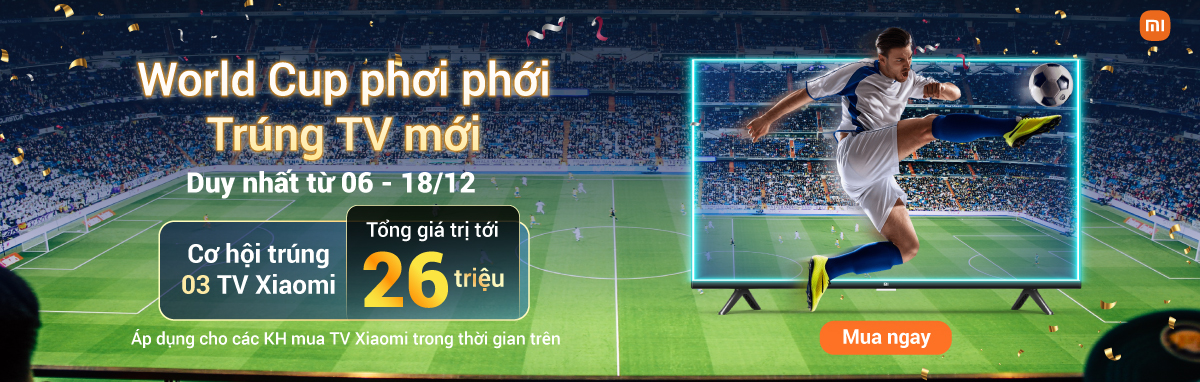 World Cup phơi phới
Trúng TV mới
Duy nhất từ 06 - 18/12
Cơ hội trúng
03 TV Xiaomi
Tổng giá trị tới
26 triệu
Áp dụng cho các KH mua TV Xiaomi trong thời gian trên
mi
mi
Mua ngay